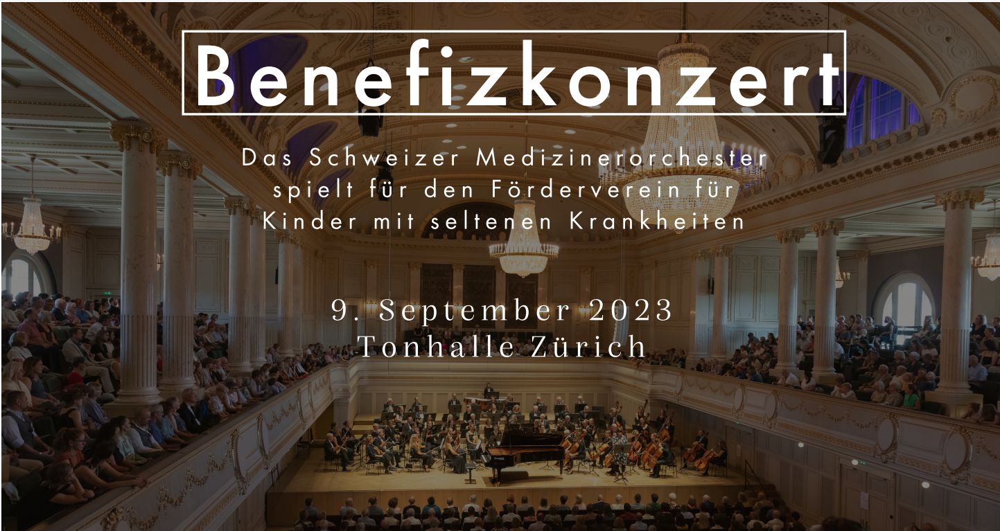 Benefizkonzert
Das Schweizer Medizinerorchester
spielt für den Förderverein für
Kinder mit seltenen Krankheiten
9. September 2023
Tonhalle Zürich